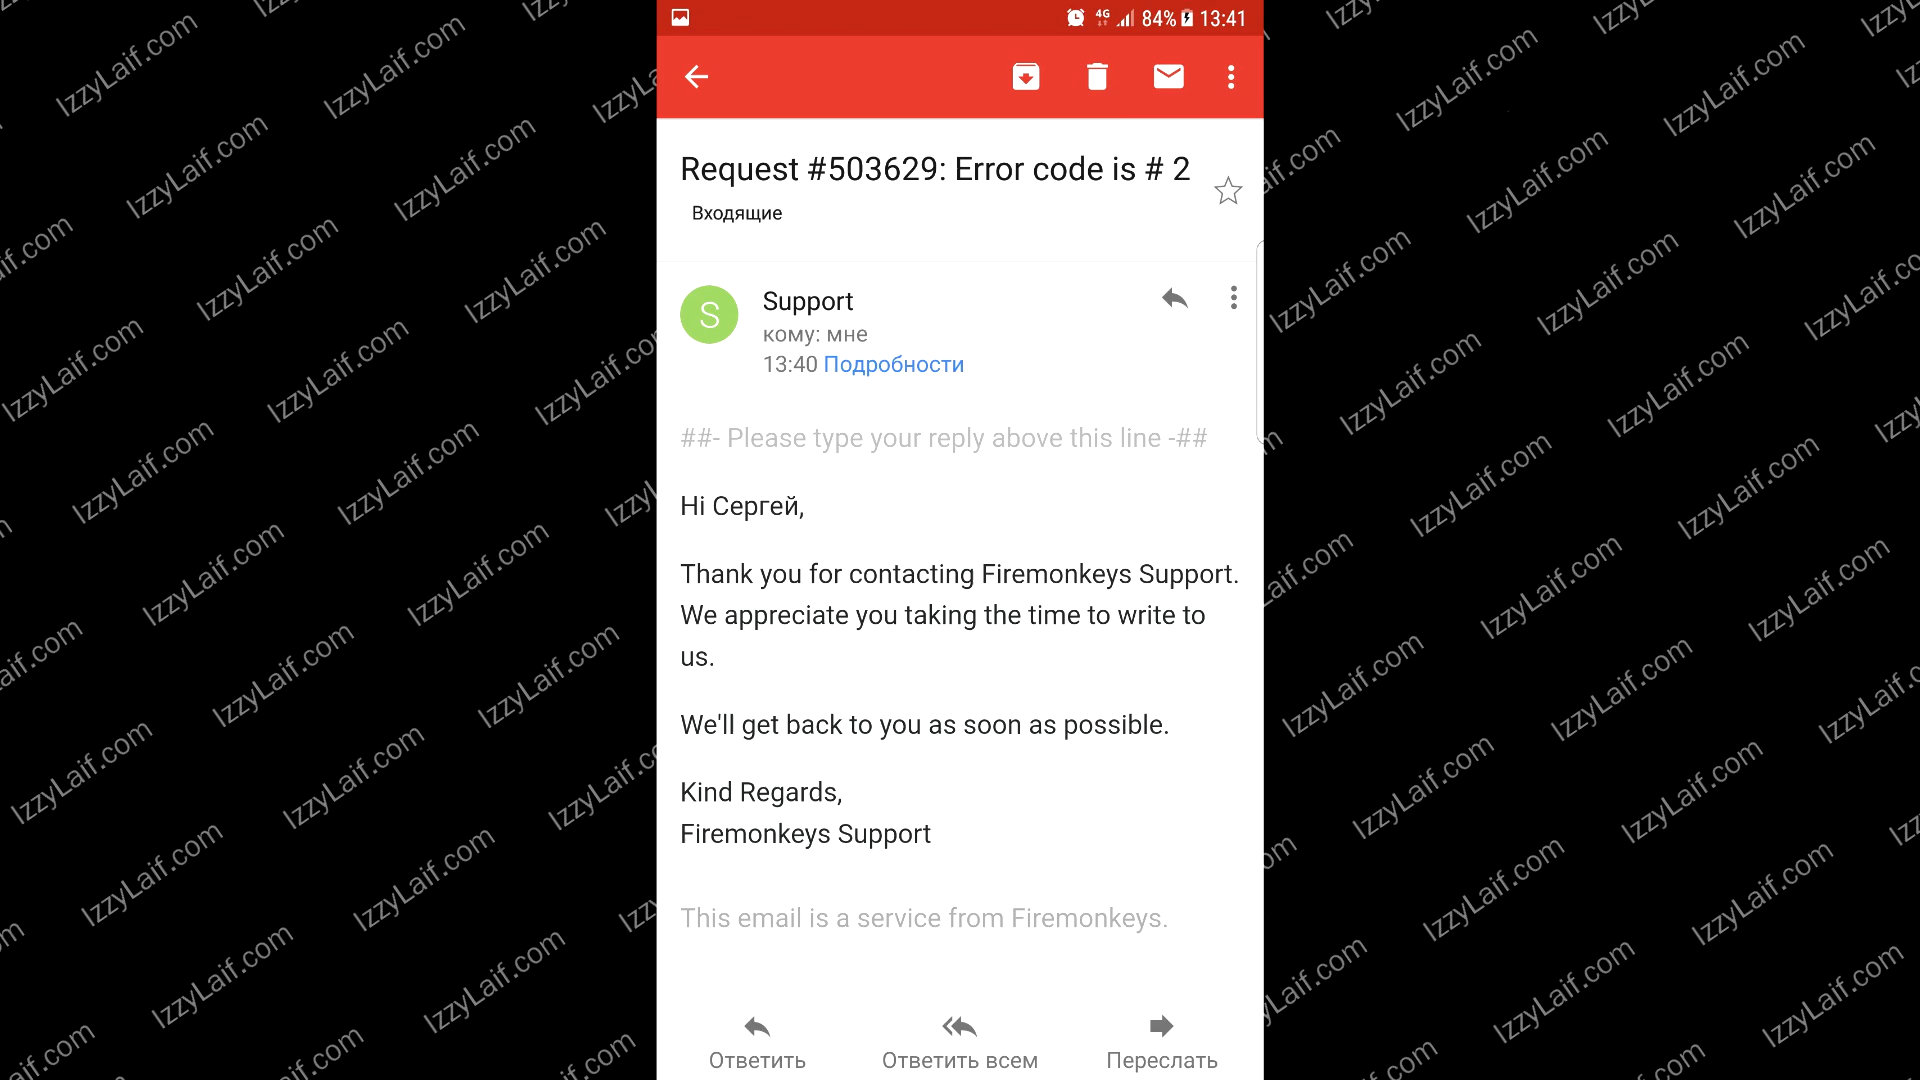 4G 84% 13:41
Request #503629: Error code is # 2
Входящие
S
Support
кому: мне
13:40 Подробности
##- Please type your reply above this line -##
Hi Сергей,
Thank you for contacting Firemonkeys Support.
We appreciate you taking the time to write to
us.
We'll get back to you as soon as possible.
Kind Regards,
Firemonkeys Support
This email is a service from Firemonkeys.
Ответить Ответить всем Переслать
IzzyLaif.com